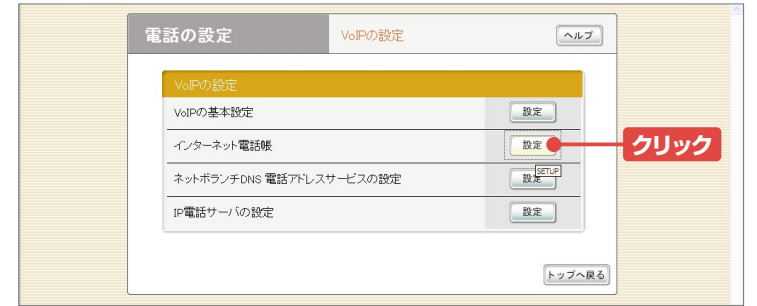 電話の設定 VoIPの設定 ヘルプ
VoIPの設定
VoIPの基本設定 設定
インターネット電話帳 設定 クリック
SETUP
ネットボランチDNS 電話アドレスサービスの設定 設定
IP電話サーバの設定 設定
トップへ戻る